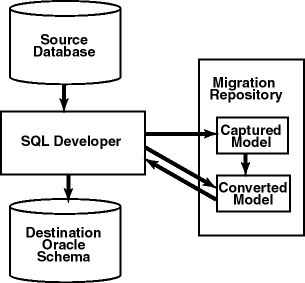 Source
Database
SQL Developer
Destination
Oracle
Schema
Migration
Repository
Captured
Model
Converted
Model